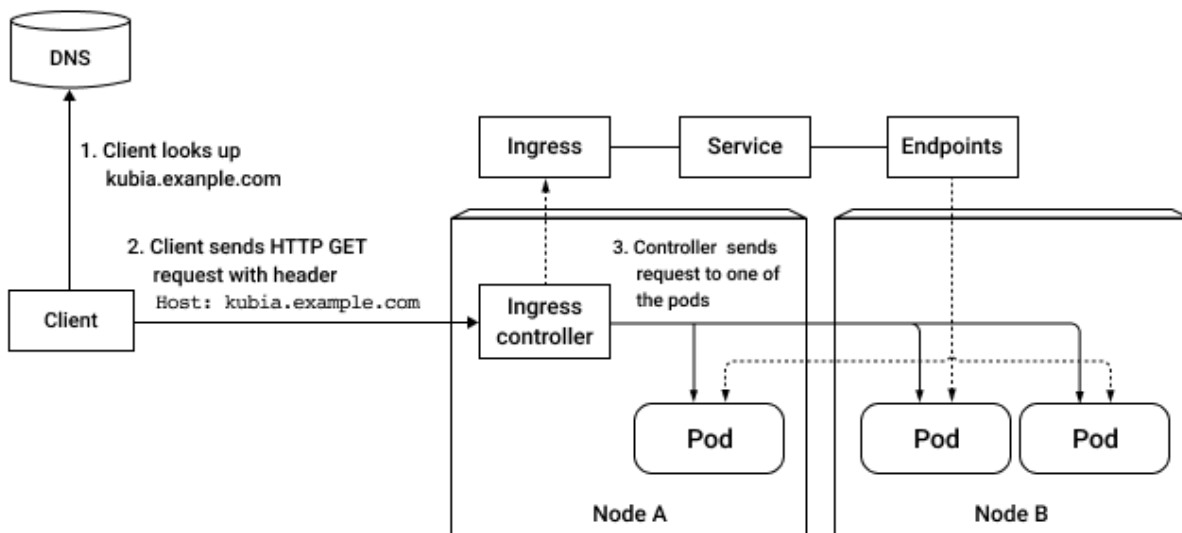 DNS
1. Client looks up
kubia.exanple.com
Ingress
Service
Endpoints
2. Client sends HTTP GET
request with header
Host: kubia.example.com
3. Controller sends
request to one of
the pods
Client
Ingress
controller
Pod
Pod
Pod
Node A
Node B